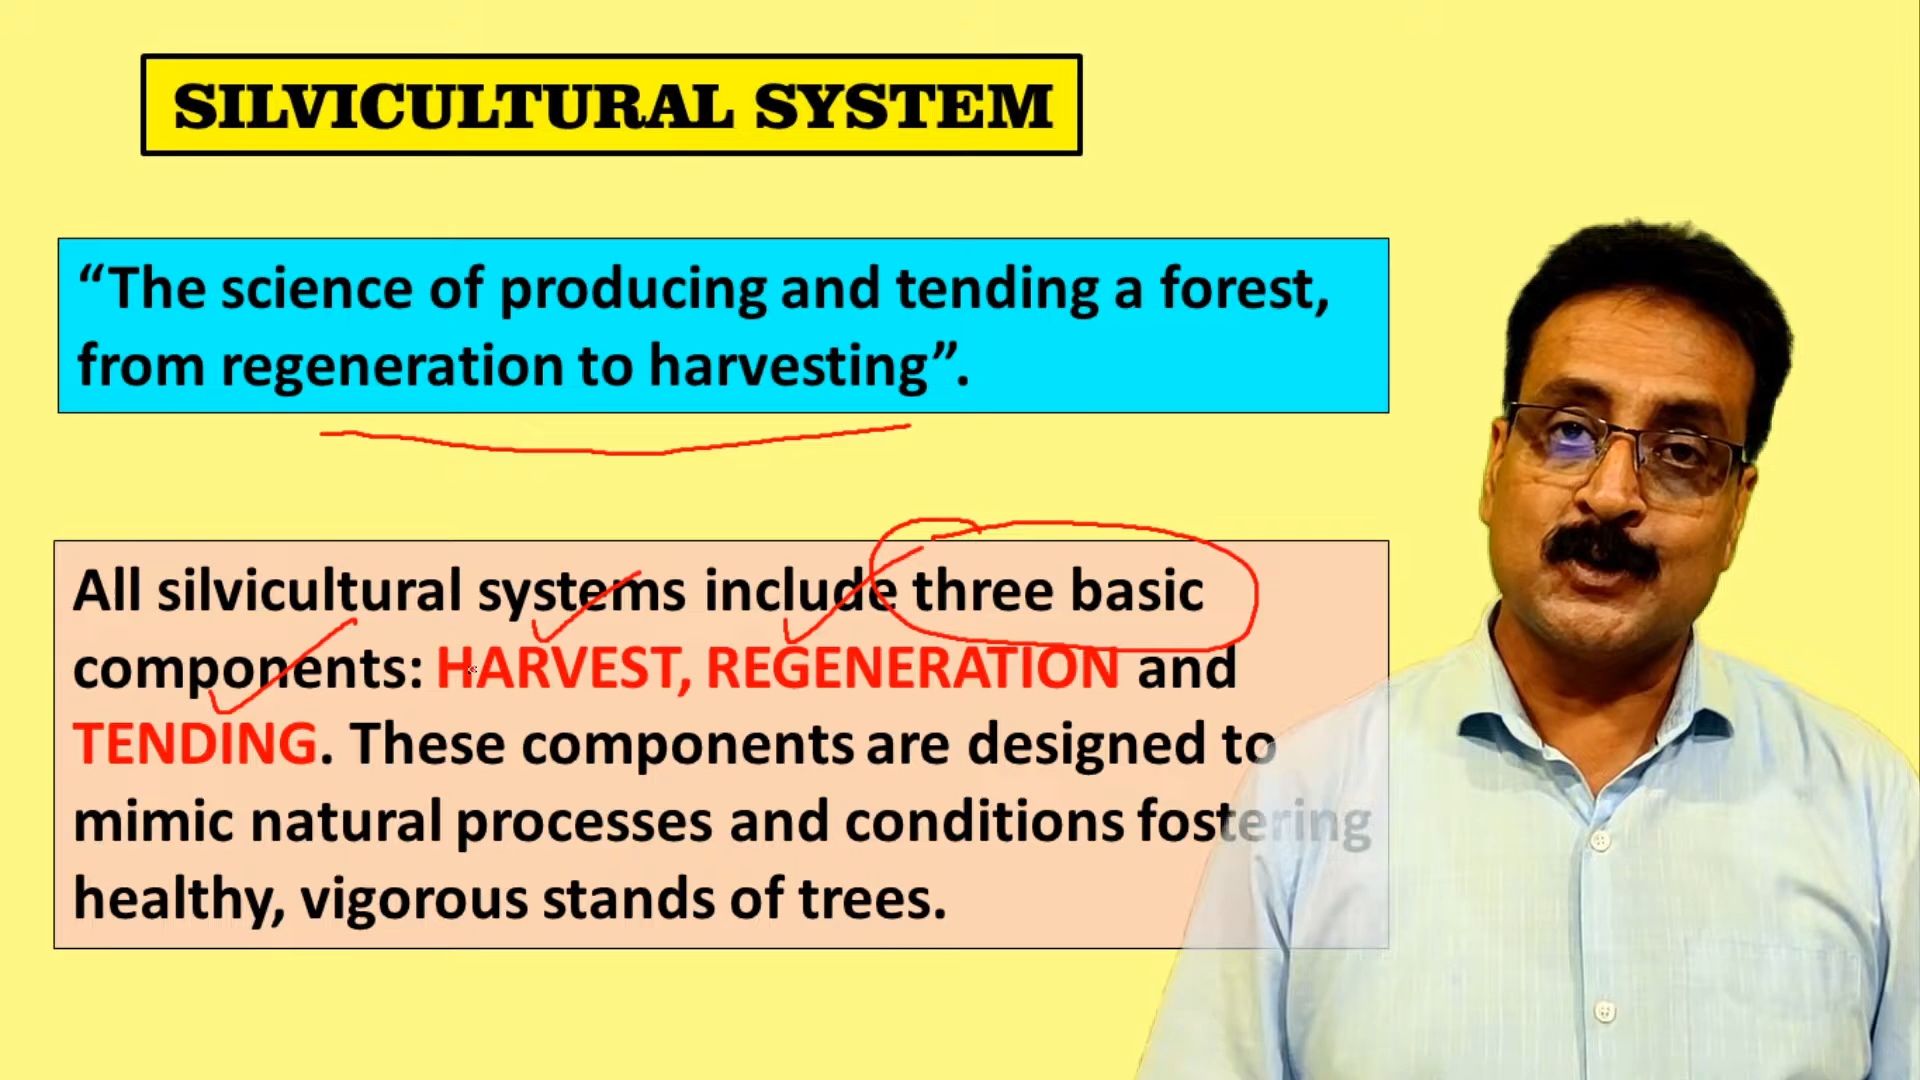 SILVICULTURAL SYSTEM
“The science of producing and tending a forest,
from regeneration to harvesting”.
All silvicultural systems include three basic
components: HARVEST, REGENERATION and
TENDING. These components are designed to
mimic natural processes and conditions fostering
healthy, vigorous stands of trees.